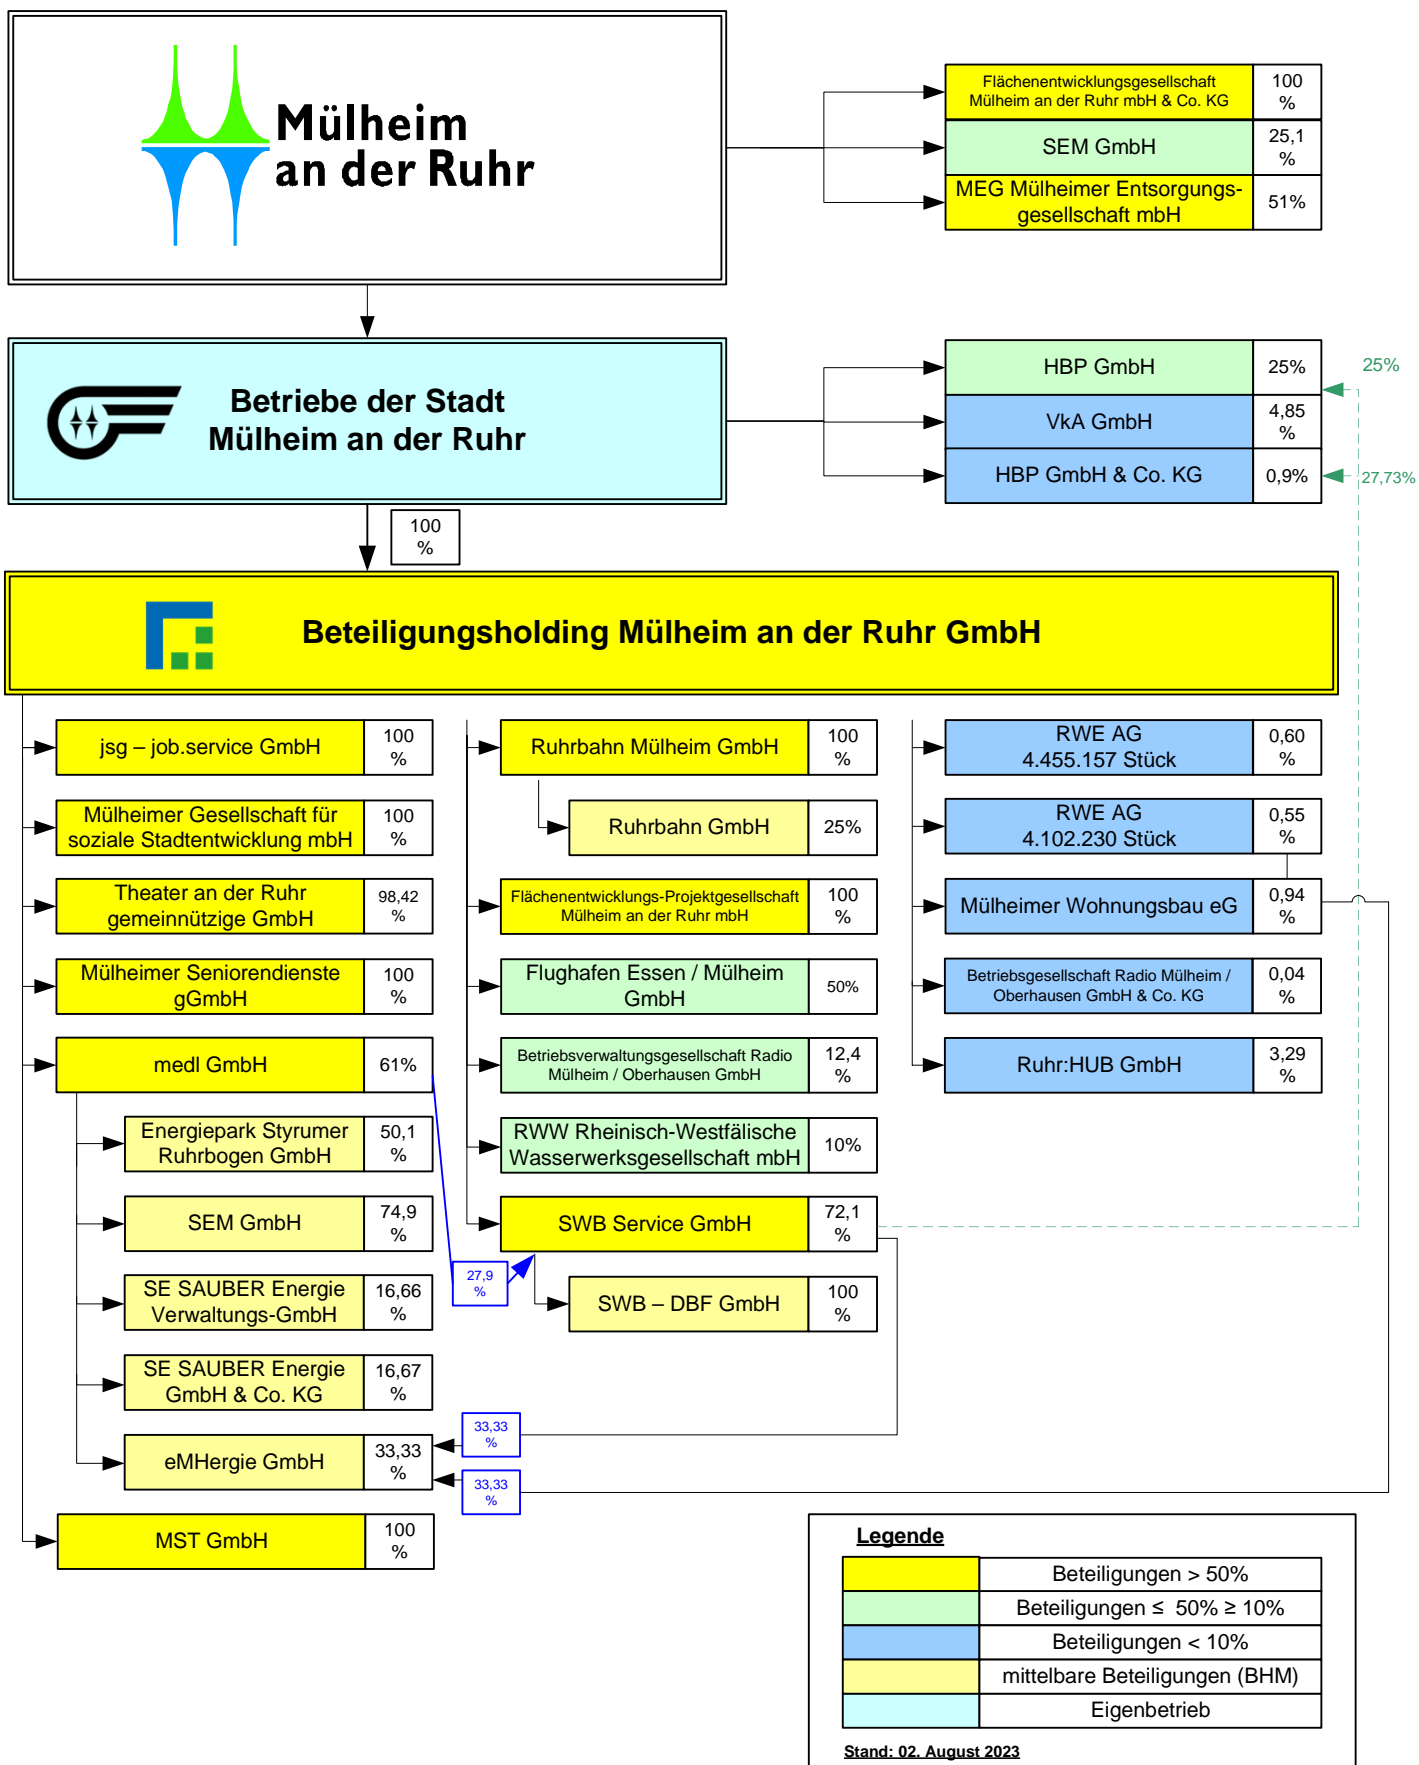 Mülheim
an der Ruhr
Flächenentwicklungsgesellschaft
Mülheim an der Ruhr mbH & Co. KG
100
%
SEM GmbH
25,1
%
MEG Mülheimer Entsorgungs-
gesellschaft mbH
51%
Betriebe der Stadt
Mülheim an der Ruhr
HBP GmbH
25%
25%
VkA GmbH
4,85
%
HBP GmbH & Co. KG
0,9%
27,73%
100
%
Beteiligungsholding Mülheim an der Ruhr GmbH
jsg – job.service GmbH
100
%
Mülheimer Gesellschaft für
soziale Stadtentwicklung mbH
100
%
Theater an der Ruhr
gemeinnützige GmbH
98,42
%
Mülheimer Seniorendienste
gGmbH
100
%
medl GmbH
61%
Energiepark Styrumer
Ruhrbogen GmbH
50,1
%
SEM GmbH
74,9
%
SE SAUBER Energie
Verwaltungs-GmbH
16,66
%
SE SAUBER Energie
GmbH & Co. KG
16,67
%
eMHergie GmbH
33,33
%
MST GmbH
100
%
Ruhrbahn Mülheim GmbH
100
%
Ruhrbahn GmbH
25%
Flächenentwicklungs-Projektgesellschaft
Mülheim an der Ruhr mbH
100
%
Flughafen Essen / Mülheim
GmbH
50%
Betriebsverwaltungsgesellschaft Radio
Mülheim / Oberhausen GmbH
12,4
%
RWW Rheinisch-Westfälische
Wasserwerksgesellschaft mbH
10%
SWB Service GmbH
72,1
%
27,9
%
SWB – DBF GmbH
100
%
33,33
%
33,33
%
RWE AG
4.455.157 Stück
0,60
%
RWE AG
4.102.230 Stück
0,55
%
Mülheimer Wohnungsbau eG
0,94
%
Betriebsgesellschaft Radio Mülheim /
Oberhausen GmbH & Co. KG
0,04
%
Ruhr:HUB GmbH
3,29
%
Legende
Beteiligungen > 50%
Beteiligungen ≤ 50% ≥ 10%
Beteiligungen < 10%
mittelbare Beteiligungen (BHM)
Eigenbetrieb
Stand: 02. August 2023